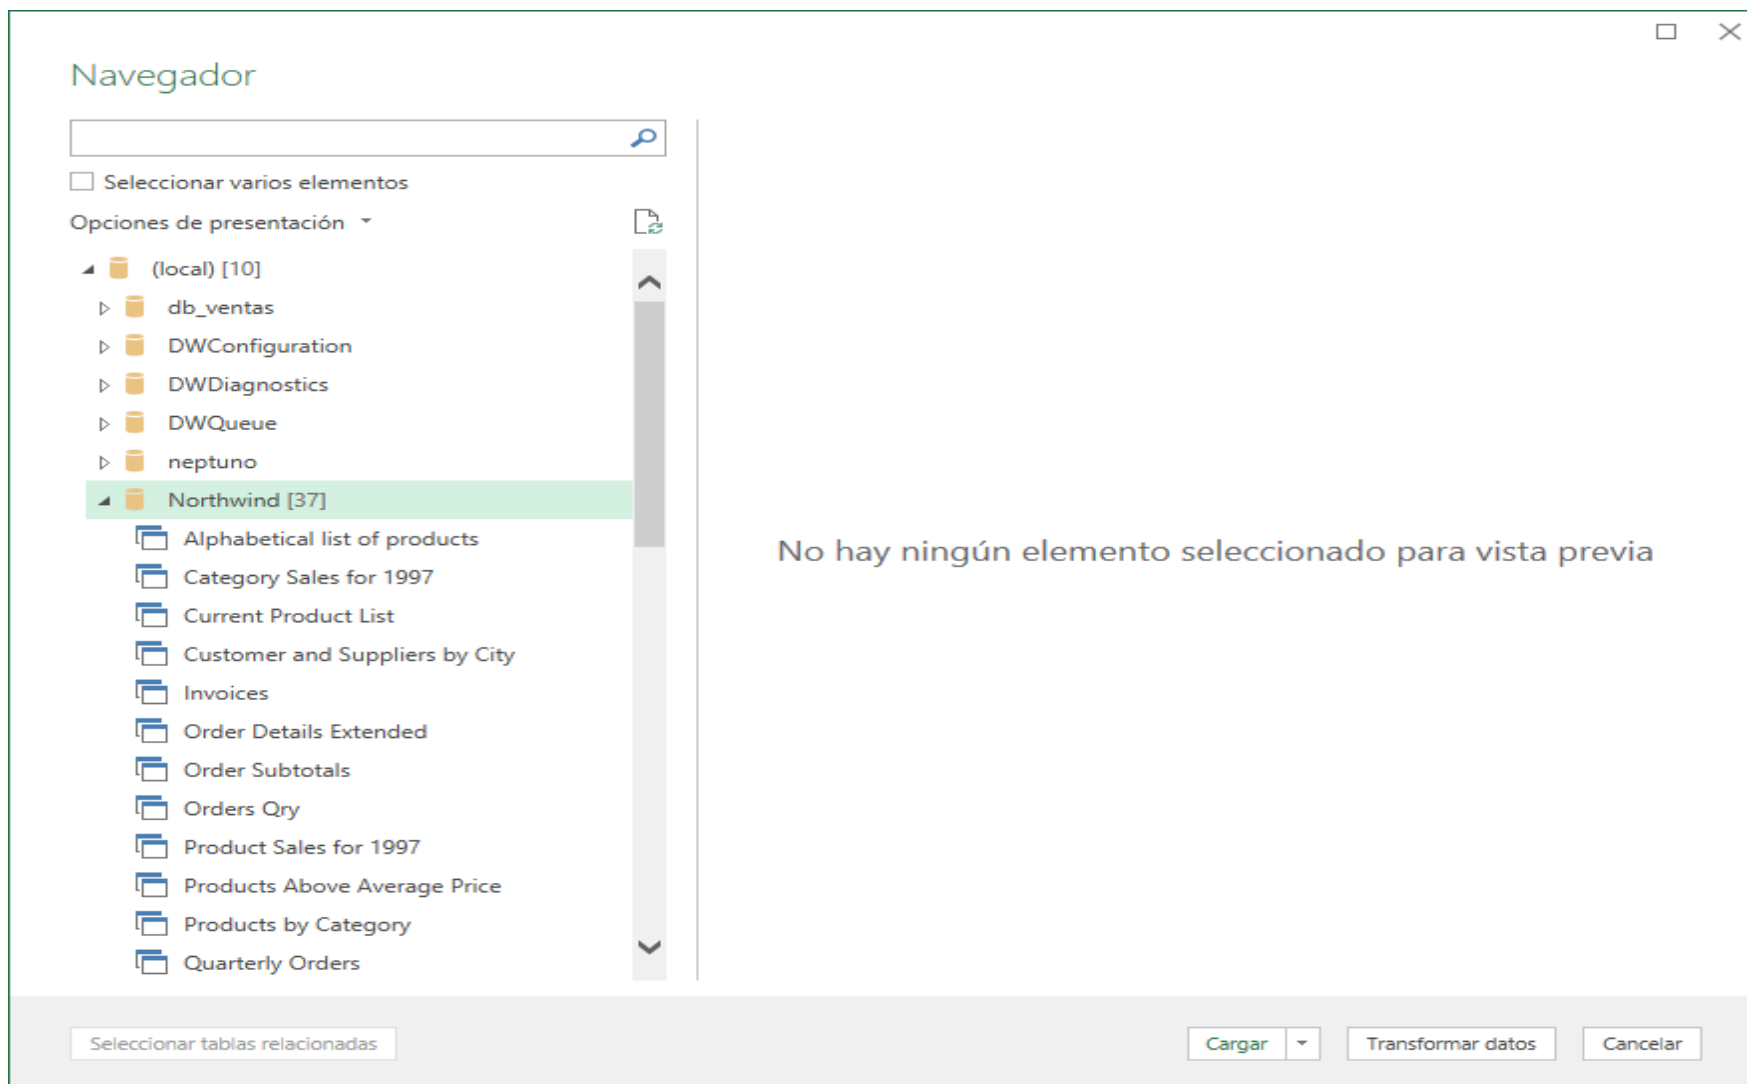 Navegador
Seleccionar varios elementos
Opciones de presentación
(local) [10]
db_ventas
DWConfiguration
DWDiagnostics
DWQueue
neptuno
Northwind [37]
Alphabetical list of products
Category Sales for 1997
Current Product List
Customer and Suppliers by City
Invoices
Order Details Extended
Order Subtotals
Orders Qry
Product Sales for 1997
Products Above Average Price
Products by Category
Quarterly Orders
No hay ningún elemento seleccionado para vista previa
Seleccionar tablas relacionadas
Cargar
Transformar datos
Cancelar